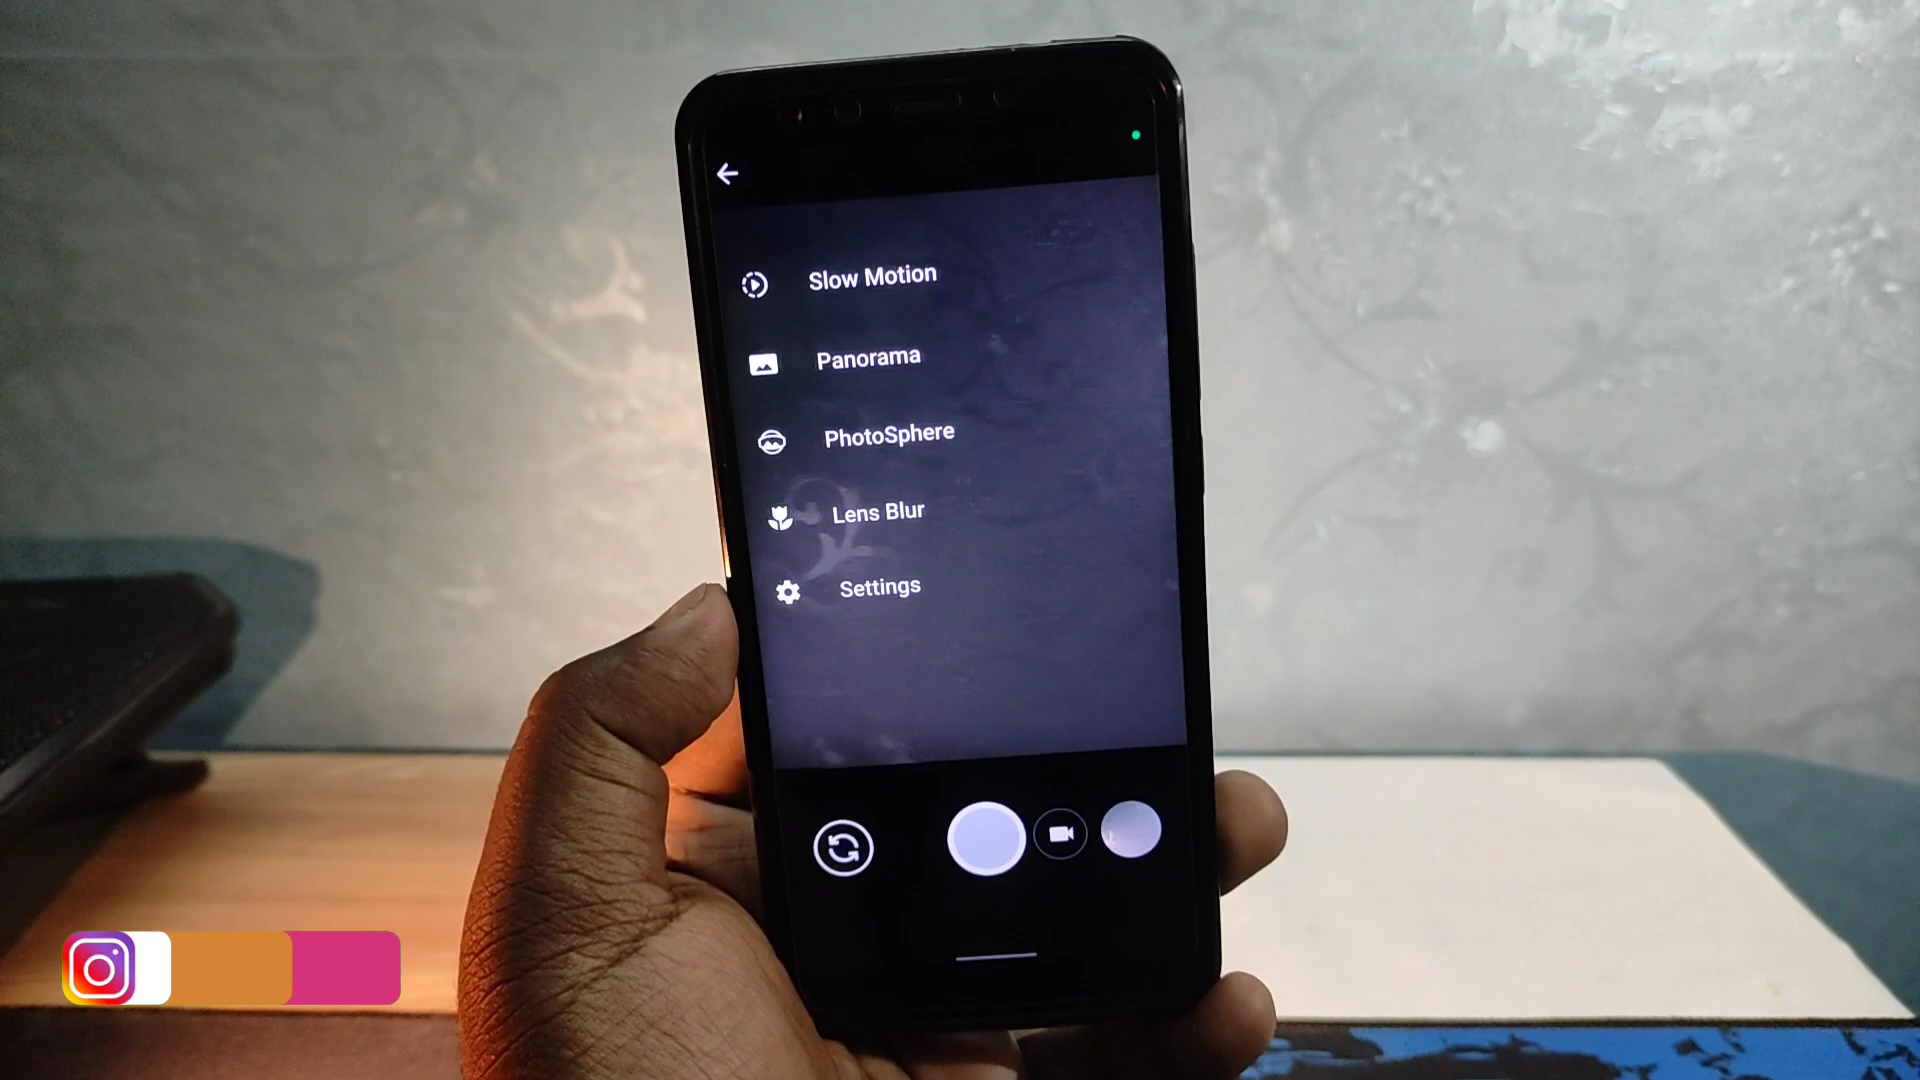 Slow Motion
Panorama
PhotoSphere
Lens Blur
Settings